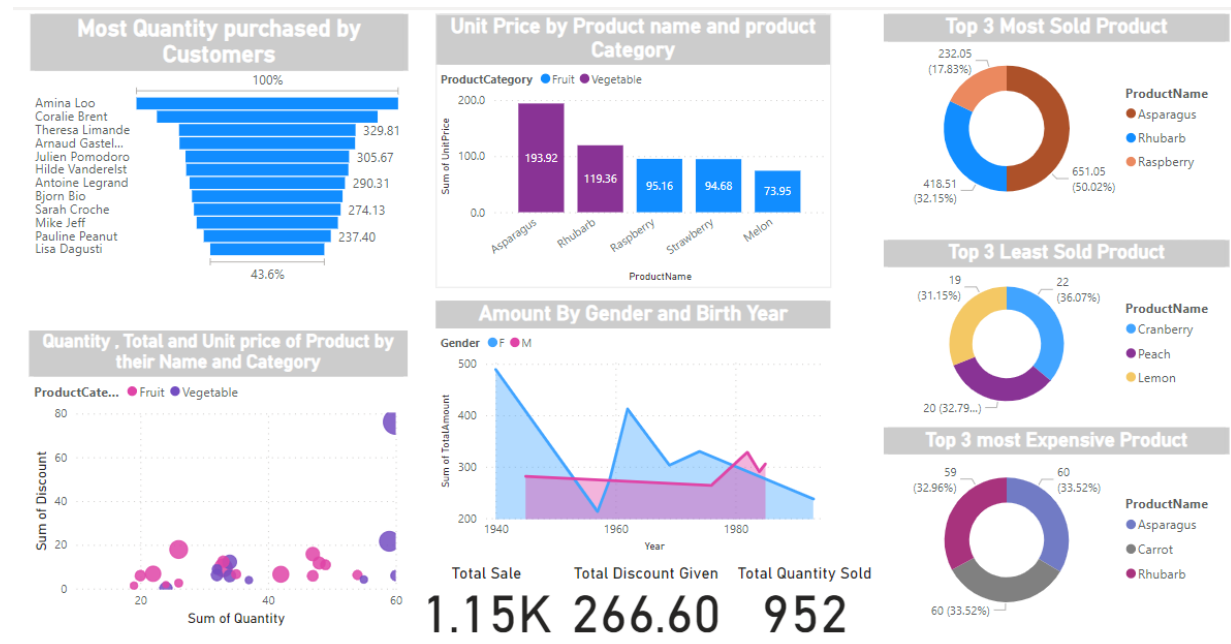 Most Quantity purchased by
Customers
100%
Amina Loo
Coralie Brent
Theresa Limande
329.81
Arnaud Gastel...
Julien Pomodoro
305.67
Hilde Vanderelst
Antoine Legrand
290.31
Bjorn Bio
Sarah Croche
274.13
Mike Jeff
Pauline Peanut
237.40
Lisa Dagusti
43.6%
Unit Price by Product name and product
Category
ProductCategory Fruit Vegetable
Sum of UnitPrice
200.0
100.0
0.0
193.92
119.36
95.16
94.68
73.95
Asparagus
Rhubarb
Raspberry
Strawberry
Melon
ProductName
Top 3 Most Sold Product
232.05
(17.83%)
418.51
(32.15%)
651.05
(50.02%)
ProductName
Asparagus
Rhubarb
Raspberry
Top 3 Least Sold Product
19
(31.15%)
22
(36.07%)
20 (32.79...)
ProductName
Cranberry
Peach
Lemon
Quantity , Total and Unit price of Product by
their Name and Category
ProductCate... Fruit Vegetable
Sum of Discount
80
60
40
20
0
20
40
60
Sum of Quantity
Amount By Gender and Birth Year
Gender F M
Sum of TotalAmount
500
400
300
200
1940
1960
1980
Year
Total Sale
1.15K
Total Discount Given
266.60
Total Quantity Sold
952
Top 3 most Expensive Product
59
(32.96%)
60
(33.52%)
60 (33.52%)
ProductName
Asparagus
Carrot
Rhubarb